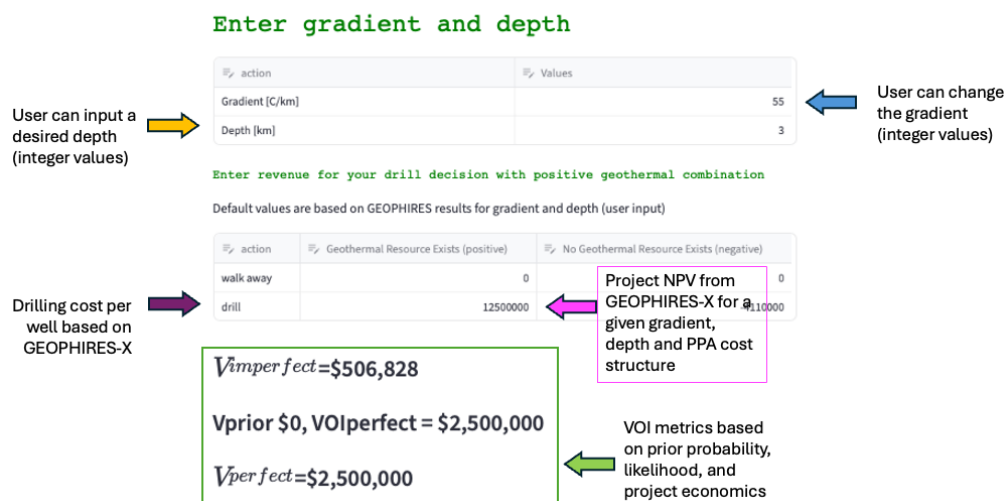 Enter gradient and depth
action Values
Gradient [C/km] 55
Depth [km] 3
User can input a
desired depth
(integer values)
User can change
the gradient
(integer values)
Enter revenue for your drill decision with positive geothermal combination
Default values are based on GEOPHIRES results for gradient and depth (user input)
action Geothermal Resource Exists (positive) No Geothermal Resource Exists (negative)
walk away 0 0
drill 12500000 110000
Drilling cost per
well based on
GEOPHIRES-X
Project NPV from
GEOPHIRES-X for a
given gradient,
depth and PPA cost
structure
Vimperfect=$506,828
Vprior $0, VOIperfect = $2,500,000
Vperfect=$2,500,000
VOI metrics based
on prior probability,
likelihood, and
project economics